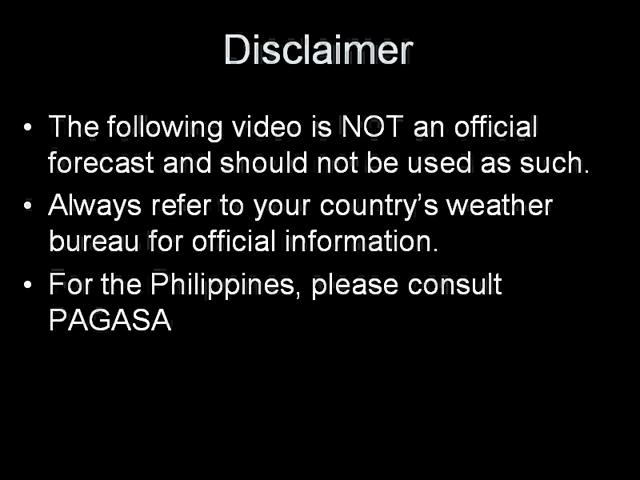 Disclaimer
• The following video is NOT an official
forecast and should not be used as such.
• Always refer to your country’s weather
bureau for official information.
• For the Philippines, please consult
PAGASA